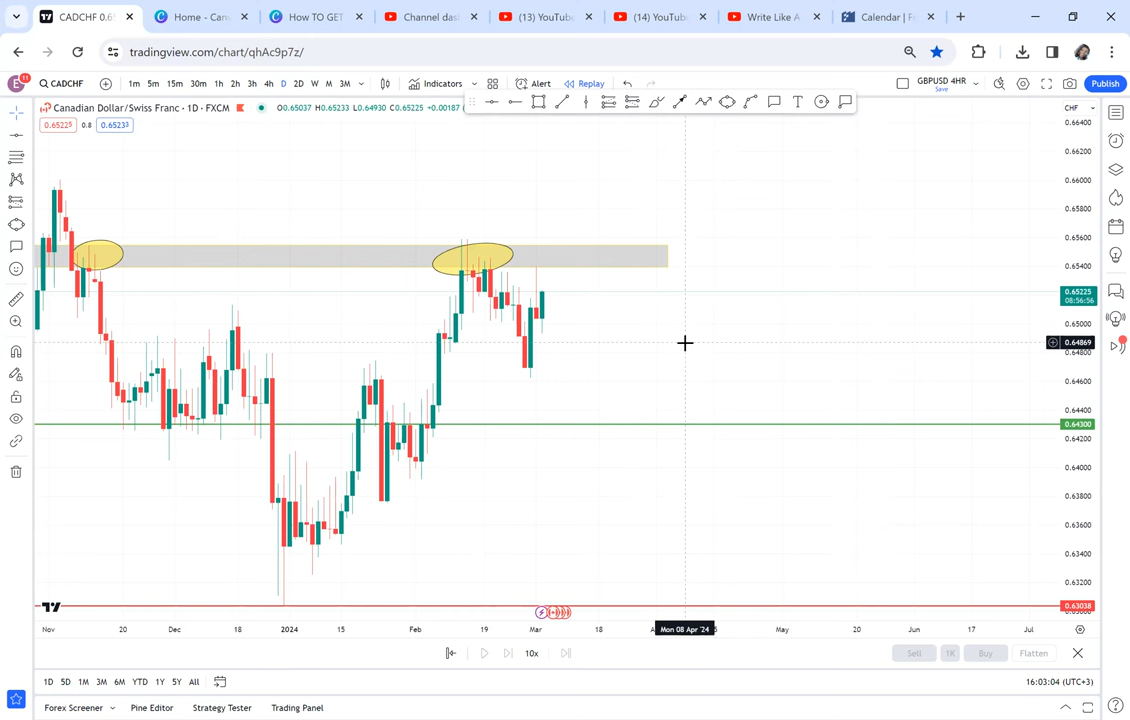 CADCHF 0.65
Home - Can
How TO GET
Channel das
(13) YouTube
(14) YouTube
Write Like A
Calendar | F
tradingview.com/chart/qhAc9p7z/
E 11 CADCHF 1m 5m 15m 30m 1h 2h 3h 4h D 2D W M 3M Indicators Alert Replay GBPUSD 4HR Save Publish
Canadian Dollar/Swiss Franc · 1D · FXCM O0.65037 H0.65233 L0.64930 C0.65225 +0.00187 CHF
0.65225 0.8 0.65233
0.66400
0.66200
0.66000
0.65800
0.65600
0.65400
0.65225
08:56:56
0.65000
0.64869
0.64800
0.64600
0.64400
0.64300
0.64200
0.64000
0.63800
0.63600
0.63400
0.63200
0.63038
Nov 20 Dec 18 2024 15 Feb 19 Mar 18 Mon 08 Apr '24 May 20 Jun 17 Jul
10x Sell 1K Buy Flatten
1D 5D 1M 3M 6M YTD 1Y 5Y All 16:03:04 (UTC+3)
Forex Screener Pine Editor Strategy Tester Trading Panel